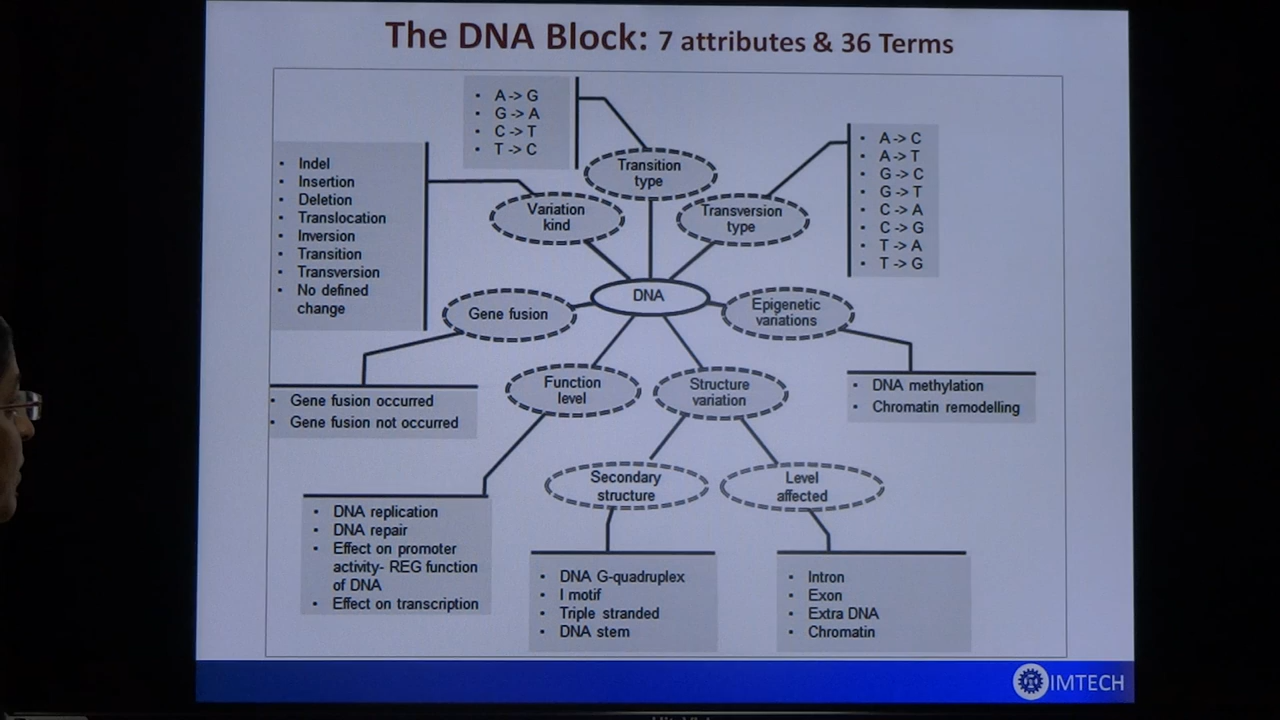 The DNA Block: 7 attributes & 36 Terms
• A -> G
• G -> A
• C -> T
• T -> C
Transition
type
• A -> C
• A -> T
• G -> C
• G -> T
• C -> A
• C -> G
• T -> A
• T -> G
• Indel
• Insertion
• Deletion
• Translocation
• Inversion
• Transition
• Transversion
• No defined
change
Variation
kind
Transversion
type
DNA
Gene fusion
Epigenetic
variations
• Gene fusion occurred
• Gene fusion not occurred
Function
level
Structure
variation
• DNA methylation
• Chromatin remodelling
Secondary
structure
Level
affected
• DNA replication
• DNA repair
• Effect on promoter
activity- REG function
of DNA
• Effect on transcription
• DNA G-quadruplex
• I motif
• Triple stranded
• DNA stem
• Intron
• Exon
• Extra DNA
• Chromatin
IMTECH